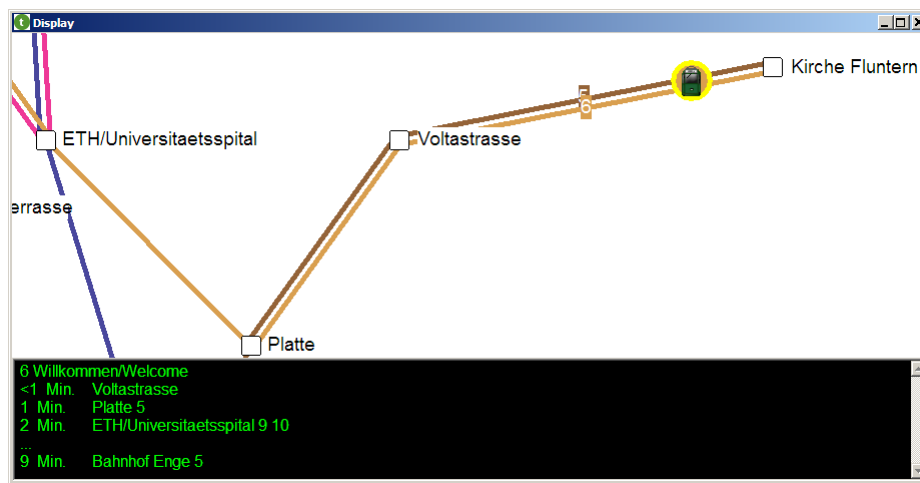 Display
Kirche Fluntern
5
6
ETH/Universitaetsspital
Voltastrasse
errasse
Platte
6 Willkommen/Welcome
<1 Min. Voltastrasse
1 Min. Platte 5
2 Min. ETH/Universitaetsspital 9 10
...
9 Min. Bahnhof Enge 5